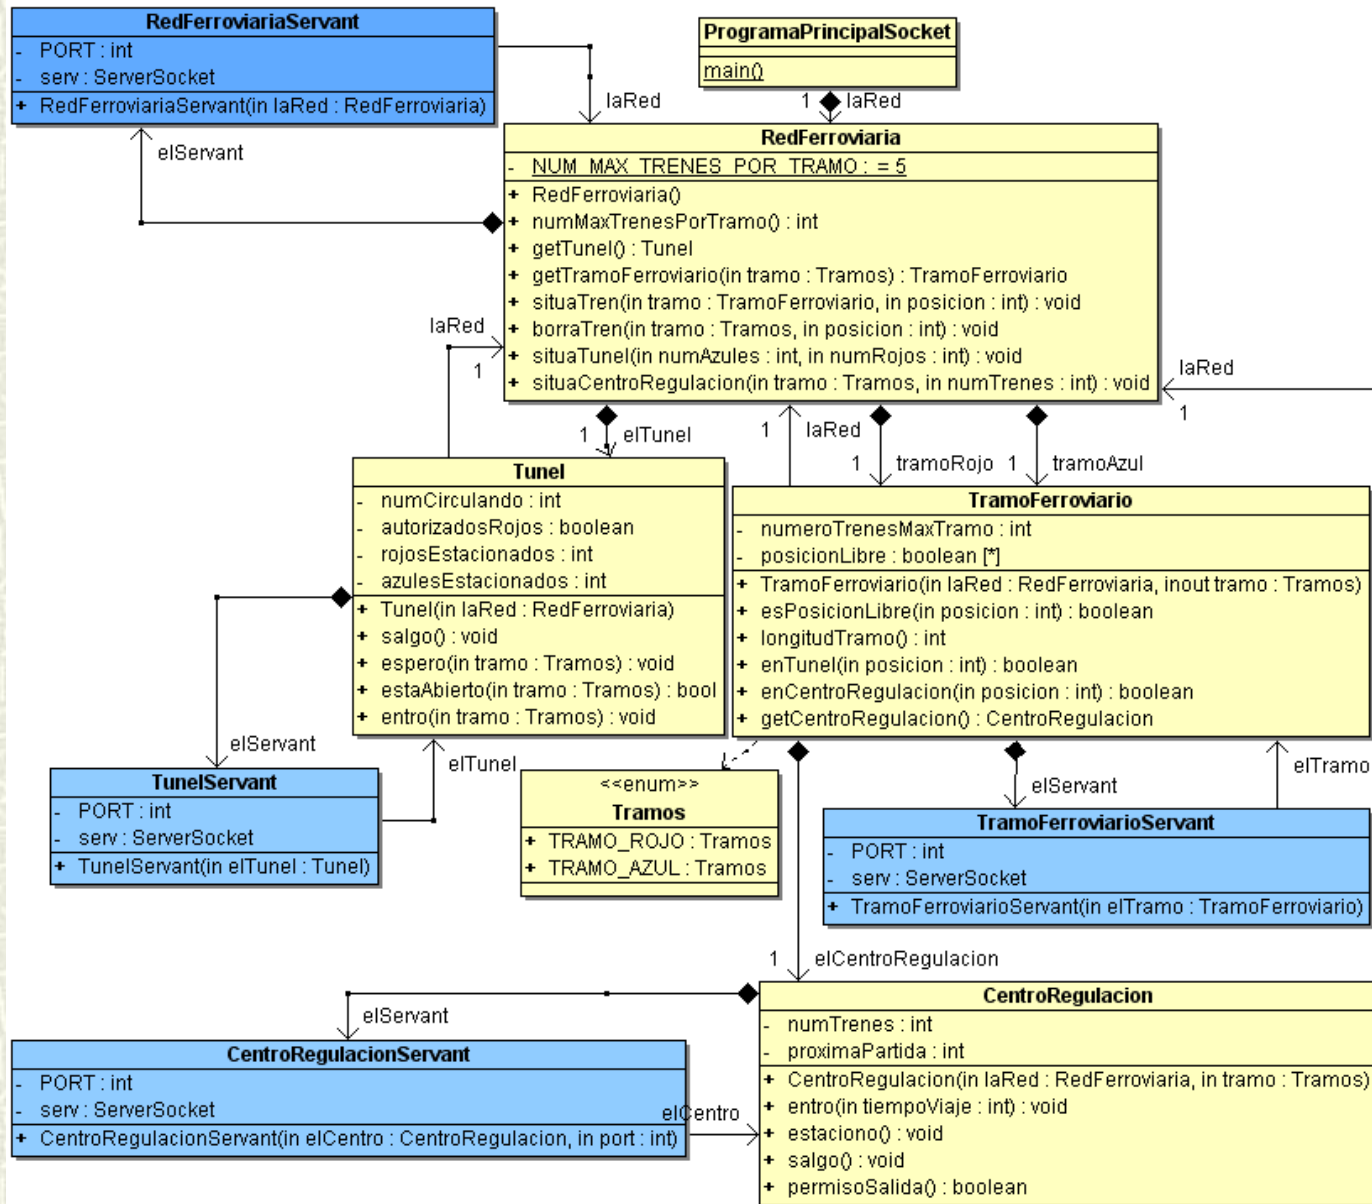 RedFerroviariaServant
- PORT : int
- serv : ServerSocket
+ RedFerroviariaServant(in laRed : RedFerroviaria)
ProgramaPrincipalSocket
main()
laRed
1 laRed
elServant
RedFerroviaria
- NUM_MAX_TRENES_POR_TRAMO : = 5
+ RedFerroviaria()
+ numMaxTrenesPorTramo() : int
+ getTunel() : Tunel
+ getTramoFerroviario(in tramo : Tramos) : TramoFerroviario
+ situaTren(in tramo : TramoFerroviario, in posicion : int) : void
+ borraTren(in tramo : Tramos, in posicion : int) : void
+ situaTunel(in numAzules : int, in numRojos : int) : void
+ situaCentroRegulacion(in tramo : Tramos, in numTrenes : int) : void
laRed
1
laRed
1
1 elTunel
1 laRed
1 tramoRojo
1 tramoAzul
Tunel
- numCirculando : int
- autorizadosRojos : boolean
- rojosEstacionados : int
- azulesEstacionados : int
+ Tunel(in laRed : RedFerroviaria)
+ salgo() : void
+ espero(in tramo : Tramos) : void
+ estaAbierto(in tramo : Tramos) : bool
+ entro(in tramo : Tramos) : void
TramoFerroviario
- numeroTrenesMaxTramo : int
- posicionLibre : boolean [*]
+ TramoFerroviario(in laRed : RedFerroviaria, inout tramo : Tramos)
+ esPosicionLibre(in posicion : int) : boolean
+ longitudTramo() : int
+ enTunel(in posicion : int) : boolean
+ enCentroRegulacion(in posicion : int) : boolean
+ getCentroRegulacion() : CentroRegulacion
elServant
elTunel
elServant
elTramo
TunelServant
- PORT : int
- serv : ServerSocket
+ TunelServant(in elTunel : Tunel)
<<enum>>
Tramos
+ TRAMO_ROJO : Tramos
+ TRAMO_AZUL : Tramos
TramoFerroviarioServant
- PORT : int
- serv : ServerSocket
+ TramoFerroviarioServant(in elTramo : TramoFerroviario)
1 elCentroRegulacion
elServant
CentroRegulacionServant
- PORT : int
- serv : ServerSocket
+ CentroRegulacionServant(in elCentro : CentroRegulacion, in port : int)
elCentro
CentroRegulacion
- numTrenes : int
- proximaPartida : int
+ CentroRegulacion(in laRed : RedFerroviaria, in tramo : Tramos)
+ entro(in tiempoViaje : int) : void
+ estaciono() : void
+ salgo() : void
+ permisoSalida() : boolean